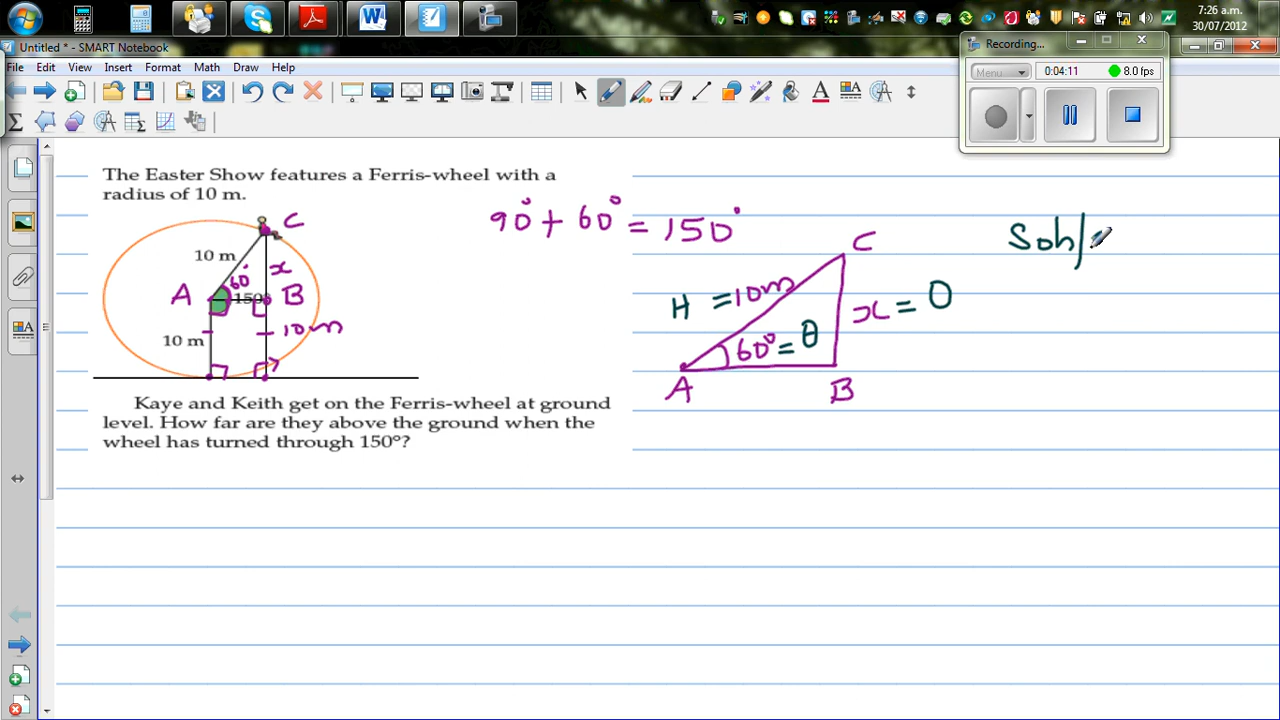 7:26 a.m.
30/07/2012
Untitled * - SMART Notebook
Recording...
File Edit View Insert Format Math Draw Help
Menu
0:04:11
8.0 fps
The Easter Show features a Ferris-wheel with a
radius of 10 m.
90° + 60° = 150°
Soh/
C
C
10 m
60°
x
H = 10m
x = O
A
150°
B
10 m
10 m
60° = θ
A
B
Kaye and Keith get on the Ferris-wheel at ground
level. How far are they above the ground when the
wheel has turned through 150°?